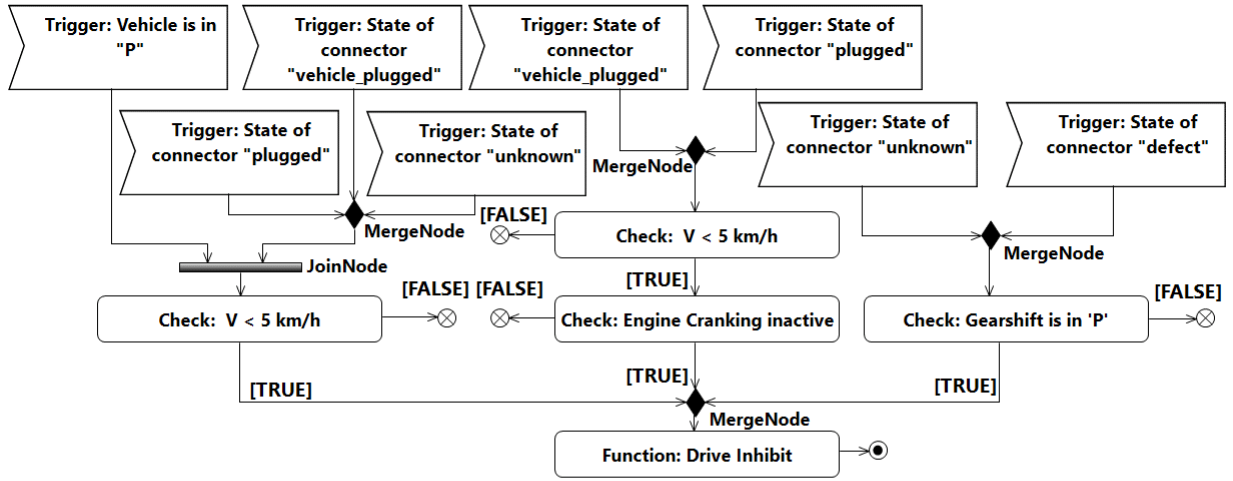 Trigger: Vehicle is in
"P"
Trigger: State of
connector
"vehicle_plugged"
Trigger: State of
connector
"vehicle_plugged"
Trigger: State of
connector "plugged"
Trigger: State of
connector "plugged"
Trigger: State of
connector "unknown"
Trigger: State of
connector "unknown"
Trigger: State of
connector "defect"
MergeNode
MergeNode
MergeNode
JoinNode
[FALSE]
Check:  V < 5 km/h
[TRUE]
Check:  V < 5 km/h
[FALSE]
[FALSE]
Check: Engine Cranking inactive
Check: Gearshift is in 'P'
[FALSE]
[TRUE]
[TRUE]
[TRUE]
MergeNode
Function: Drive Inhibit